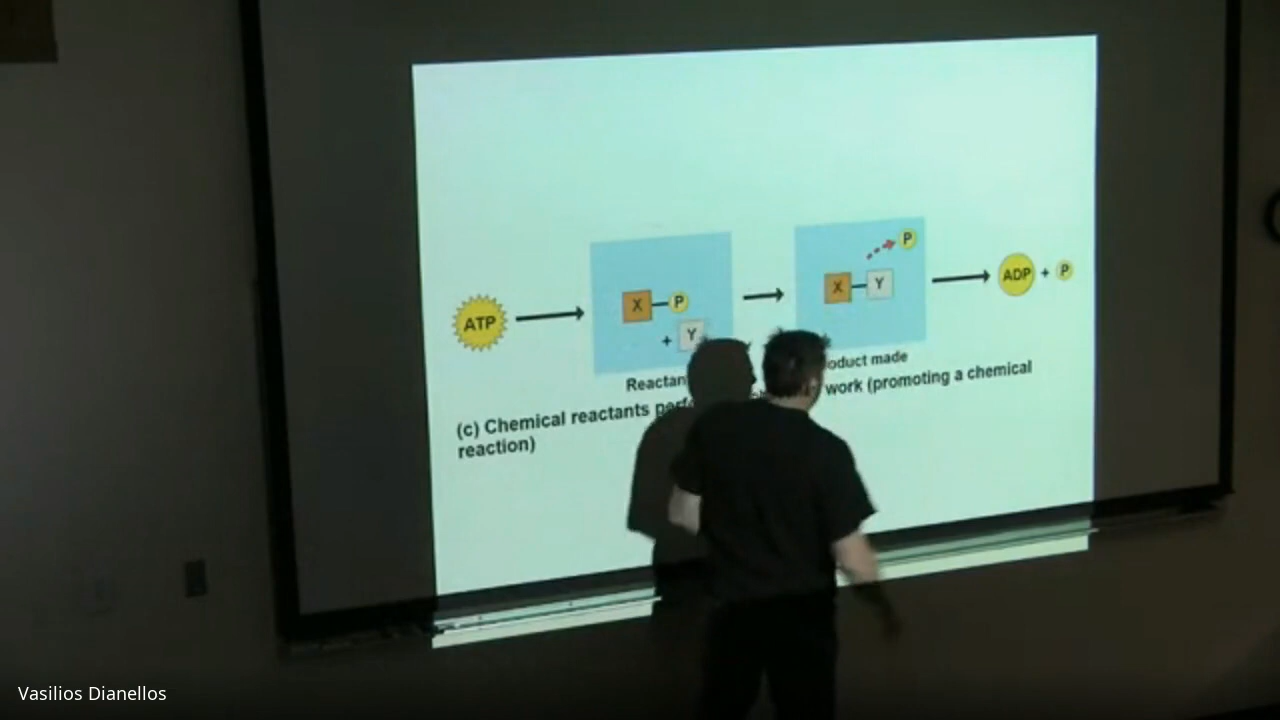 P
X P
X Y
ATP
ADP + P
+ Y
oduct made
Reactan
(c) Chemical reactants perf work (promoting a chemical
reaction)
Vasilios Dianellos